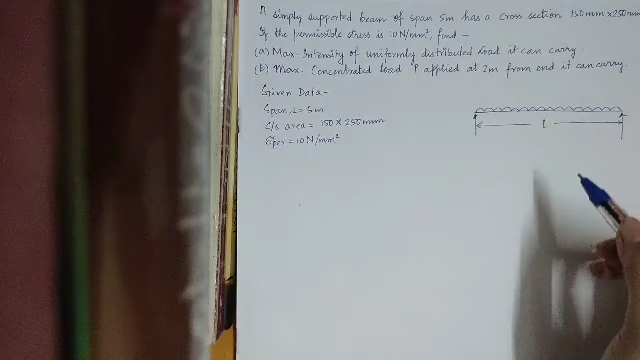 A simply supported beam of span 5m has a cross section 150mm x 250mm
If the permissible stress is 10 N/mm², find -
(a) Max. Intensity of uniformly distributed load it can carry
(b) Max. Concentrated load P applied at 2m from end it can carry.
Given Data -
Span, L = 5m
C/s area = 150 x 250mm
σper = 10 N/mm²
L